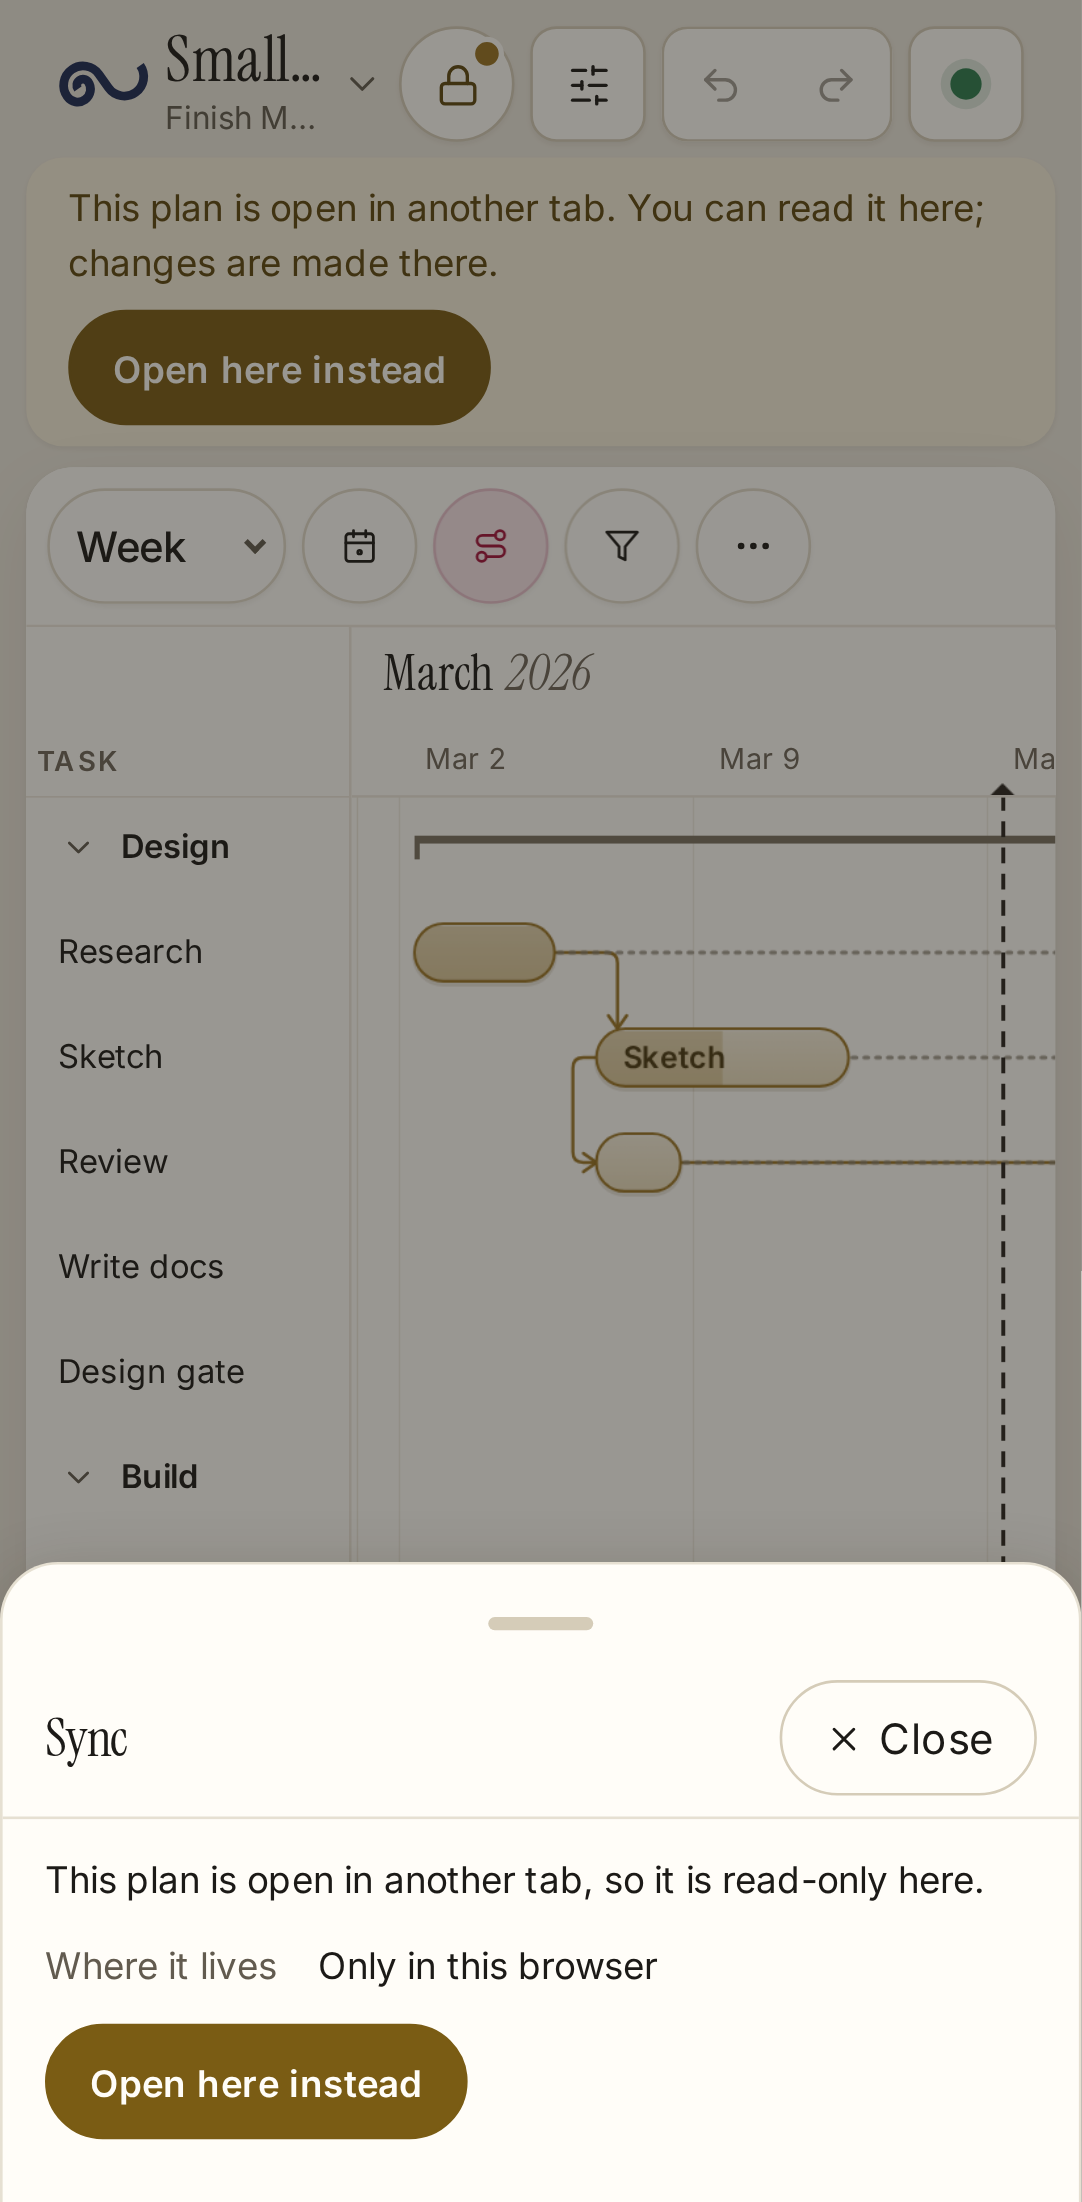 Small...
Finish M...
This plan is open in another tab. You can read it here;
changes are made there.
Open here instead
Week
March 2026
TASK
Mar 2
Mar 9
Ma
Design
Research
Sketch
Sketch
Review
Write docs
Design gate
Build
Sync
Close
This plan is open in another tab, so it is read-only here.
Where it lives
Only in this browser
Open here instead